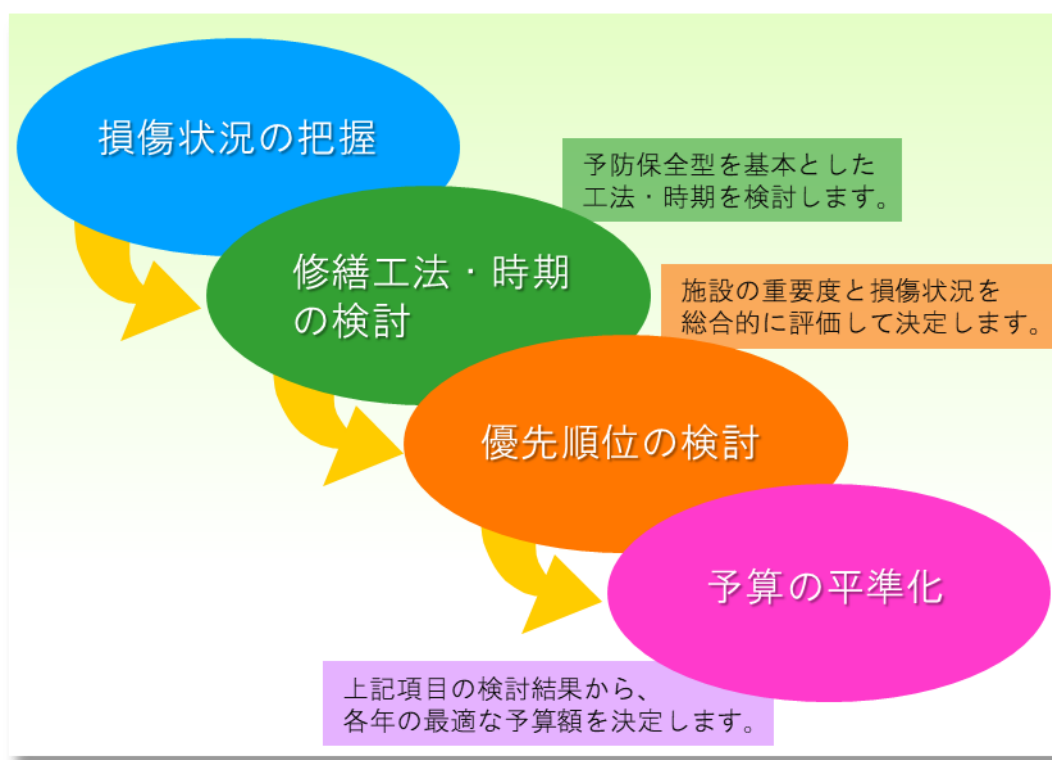 損傷状況の把握
予防保全型を基本とした
工法・時期を検討します。
修繕工法・時期
の検討
施設の重要度と損傷状況を
総合的に評価して決定します。
優先順位の検討
予算の平準化
上記項目の検討結果から、
各年の最適な予算額を決定します。